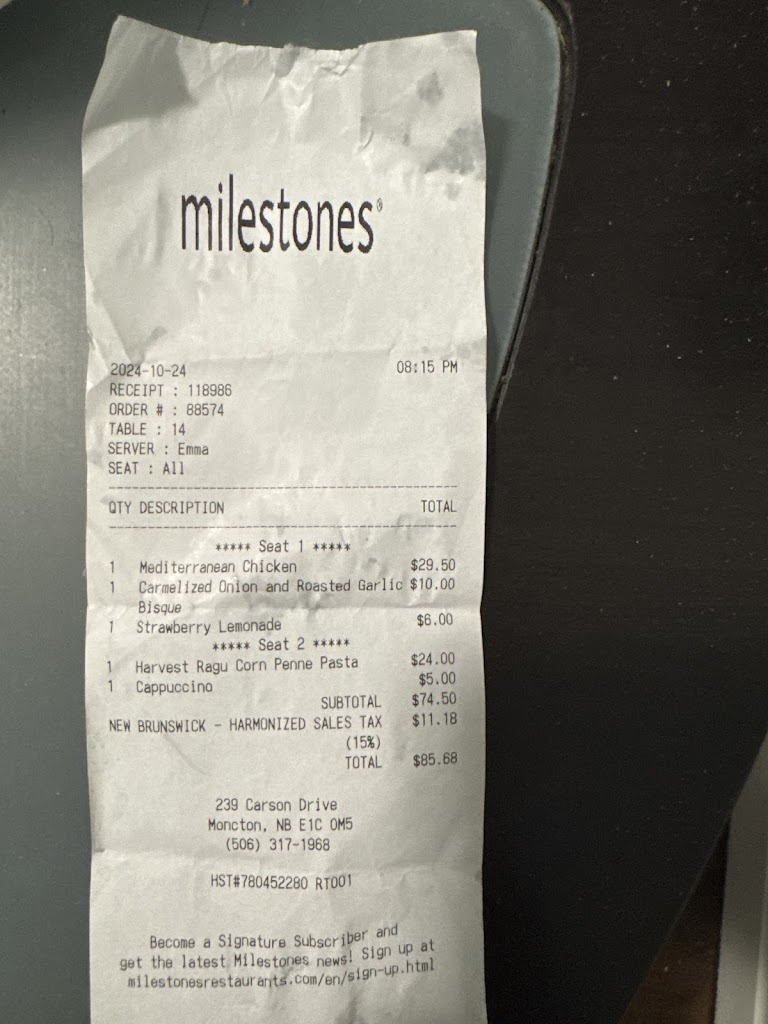 milestones®
2024-10-24 08:15 PM
RECEIPT : 118986
ORDER # : 88574
TABLE : 14
SERVER : Emma
SEAT : All
QTY DESCRIPTION TOTAL
***** Seat 1 *****
1 Mediterranean Chicken $29.50
1 Carmelized Onion and Roasted Garlic $10.00
Bisque
1 Strawberry Lemonade $6.00
***** Seat 2 *****
1 Harvest Ragu Corn Penne Pasta $24.00
1 Cappuccino $5.00
SUBTOTAL $74.50
NEW BRUNSWICK - HARMONIZED SALES TAX $11.18
(15%)
TOTAL $85.68
239 Carson Drive
Moncton, NB E1C 0M5
(506) 317-1968
HST#780452280 RT001
Become a Signature Subscriber and
get the latest Milestones news! Sign up at
milestonesrestaurants.com/en/sign-up.html